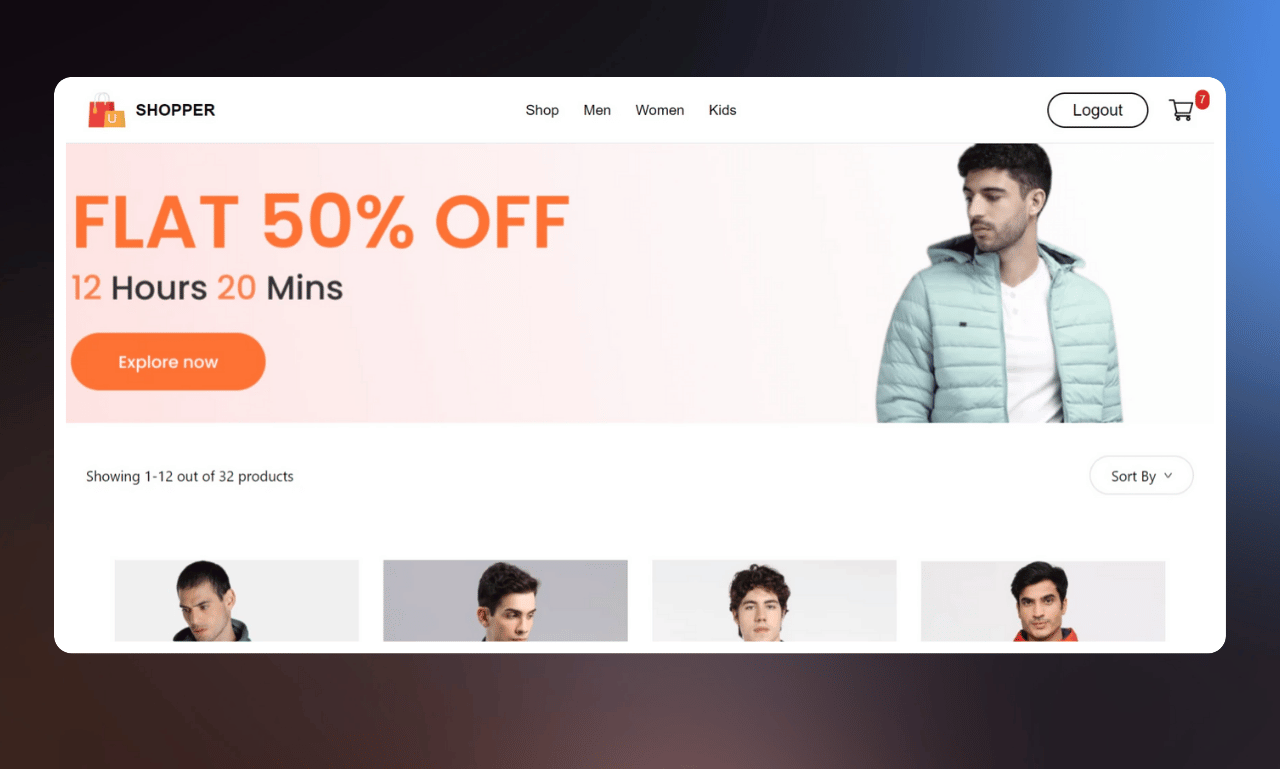 U
SHOPPER
Shop Men Women Kids
Logout
7
FLAT 50% OFF
12 Hours 20 Mins
Explore now
Showing 1-12 out of 32 products
Sort By